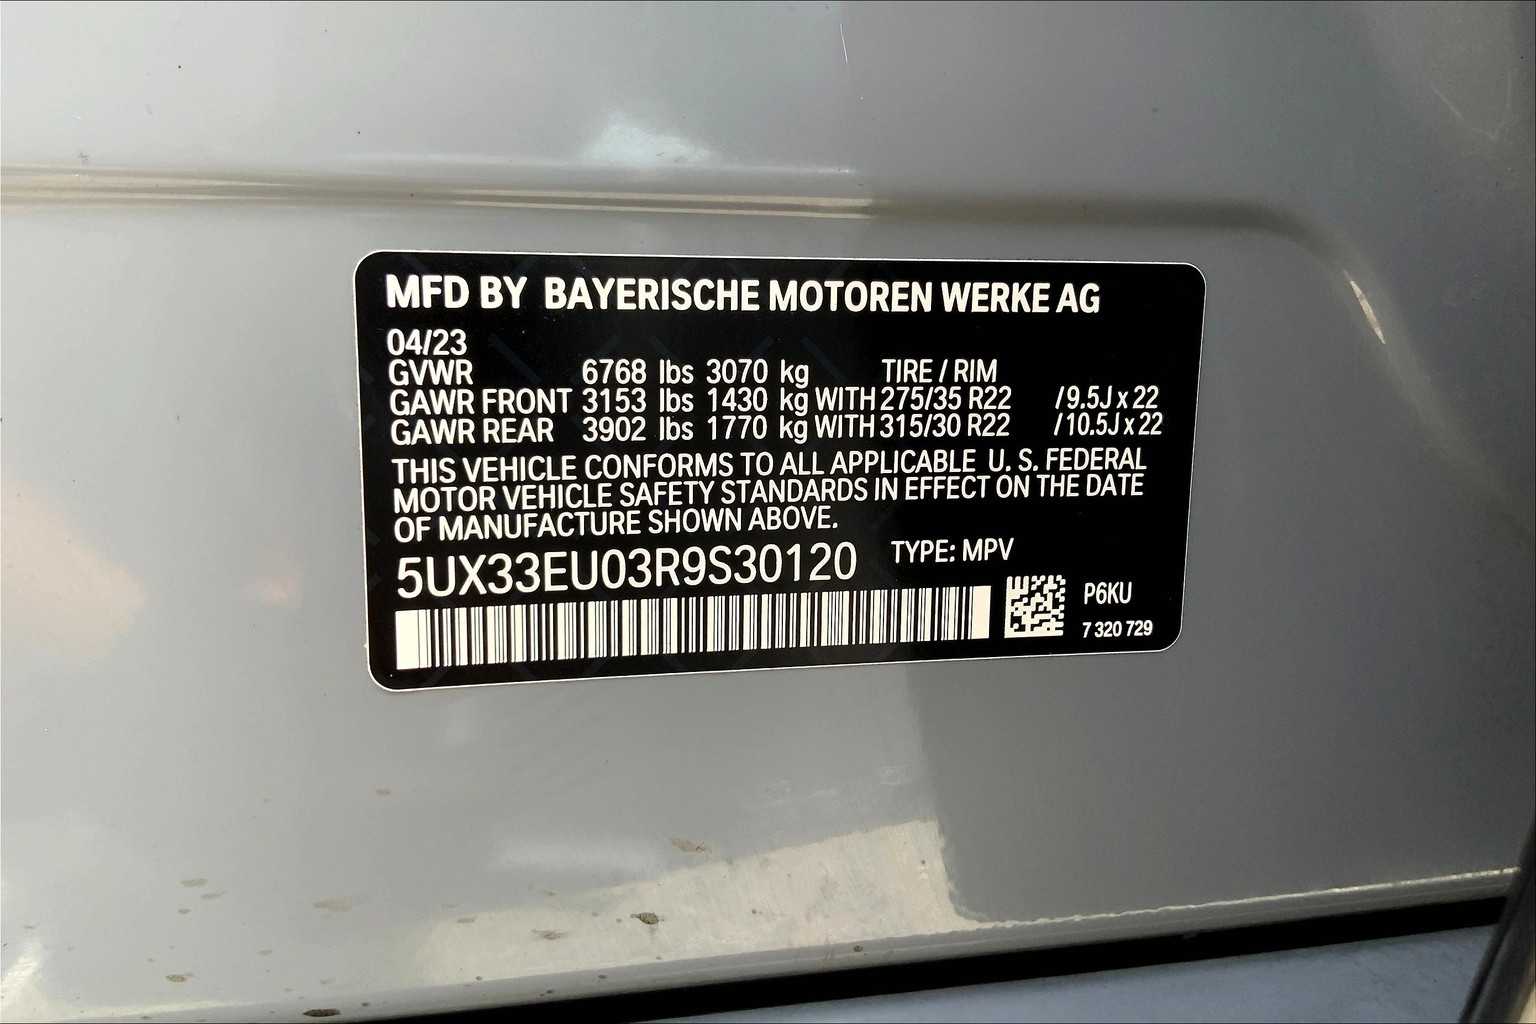 MFD BY BAYERISCHE MOTOREN WERKE AG
04/23
GVWR 6768 lbs 3070 kg TIRE / RIM
GAWR FRONT 3153 lbs 1430 kg WITH 275/35 R22 / 9.5J x 22
GAWR REAR 3902 lbs 1770 kg WITH 315/30 R22 / 10.5J x 22
THIS VEHICLE CONFORMS TO ALL APPLICABLE U. S. FEDERAL
MOTOR VEHICLE SAFETY STANDARDS IN EFFECT ON THE DATE
OF MANUFACTURE SHOWN ABOVE.
5UX33EU03R9S30120 TYPE: MPV
P6KU
7 320 729